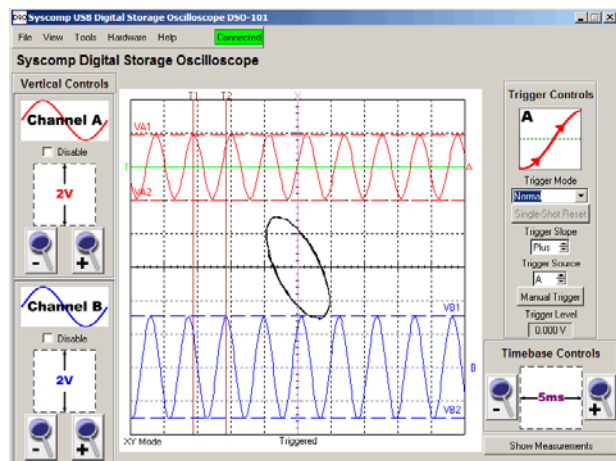 DSO Syscomp USB Digital Storage Oscilloscope DSO-101
File View Tools Hardware Help Connected
Syscomp Digital Storage Oscilloscope
Vertical Controls
Channel A
Disable
2V
- +
Channel B
Disable
2V
- +
T1 T2 X
VA1
T A
VA2
VB1
B
VB2
XY Mode Triggered
Trigger Controls
A
Trigger Mode
Normal
Single-Shot Reset
Trigger Slope
Plus
Trigger Source
A
Manual Trigger
Trigger Level
0.000 V
Timebase Controls
- 5ms +
Show Measurements